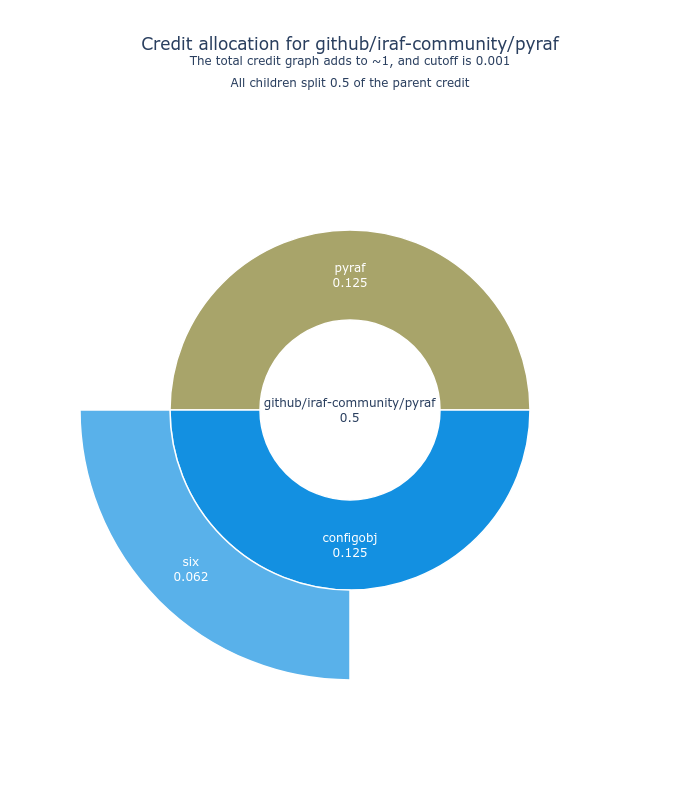 Credit allocation for github/iraf-community/pyraf
The total credit graph adds to ~1, and cutoff is 0.001
All children split 0.5 of the parent credit
pyraf
0.125
github/iraf-community/pyraf
0.5
configobj
0.125
six
0.062